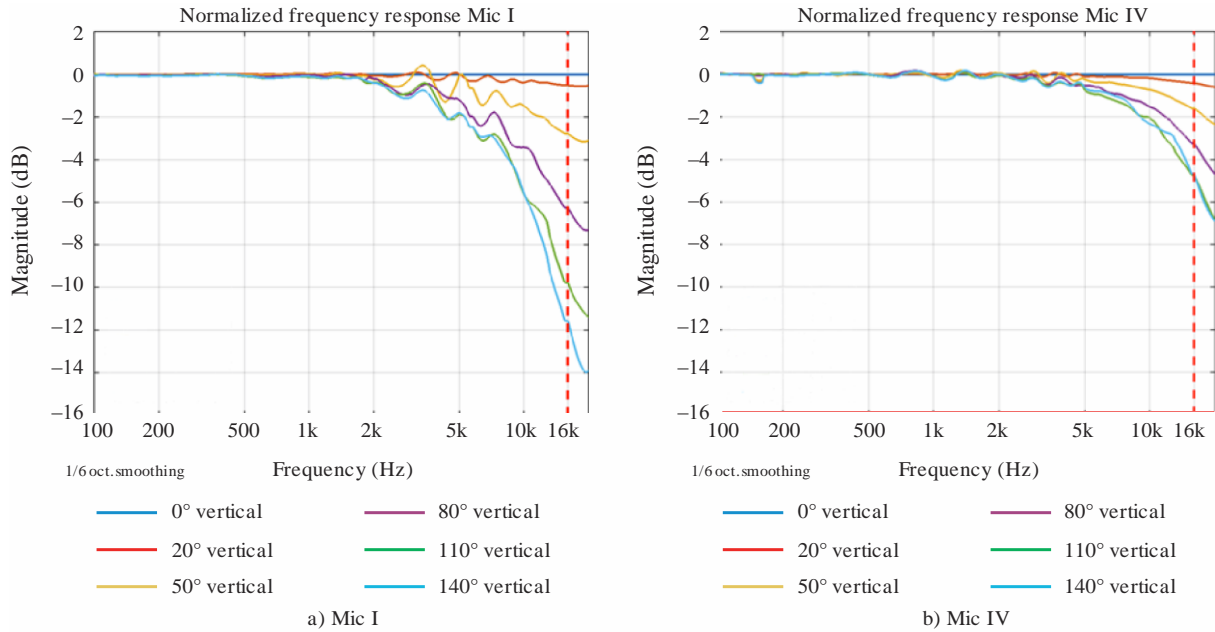 Normalized frequency response Mic I
2
0
−2
−4
−6
−8
−10
−12
−14
−16
Magnitude (dB)
100 200 500 1k 2k 5k 10k 16k
1/6 oct.smoothing
Frequency (Hz)
0° vertical
80° vertical
20° vertical
110° vertical
50° vertical
140° vertical
a) Mic I
Normalized frequency response Mic IV
2
0
−2
−4
−6
−8
−10
−12
−14
−16
Magnitude (dB)
100 200 500 1k 2k 5k 10k 16k
1/6 oct.smoothing
Frequency (Hz)
0° vertical
80° vertical
20° vertical
110° vertical
50° vertical
140° vertical
b) Mic IV